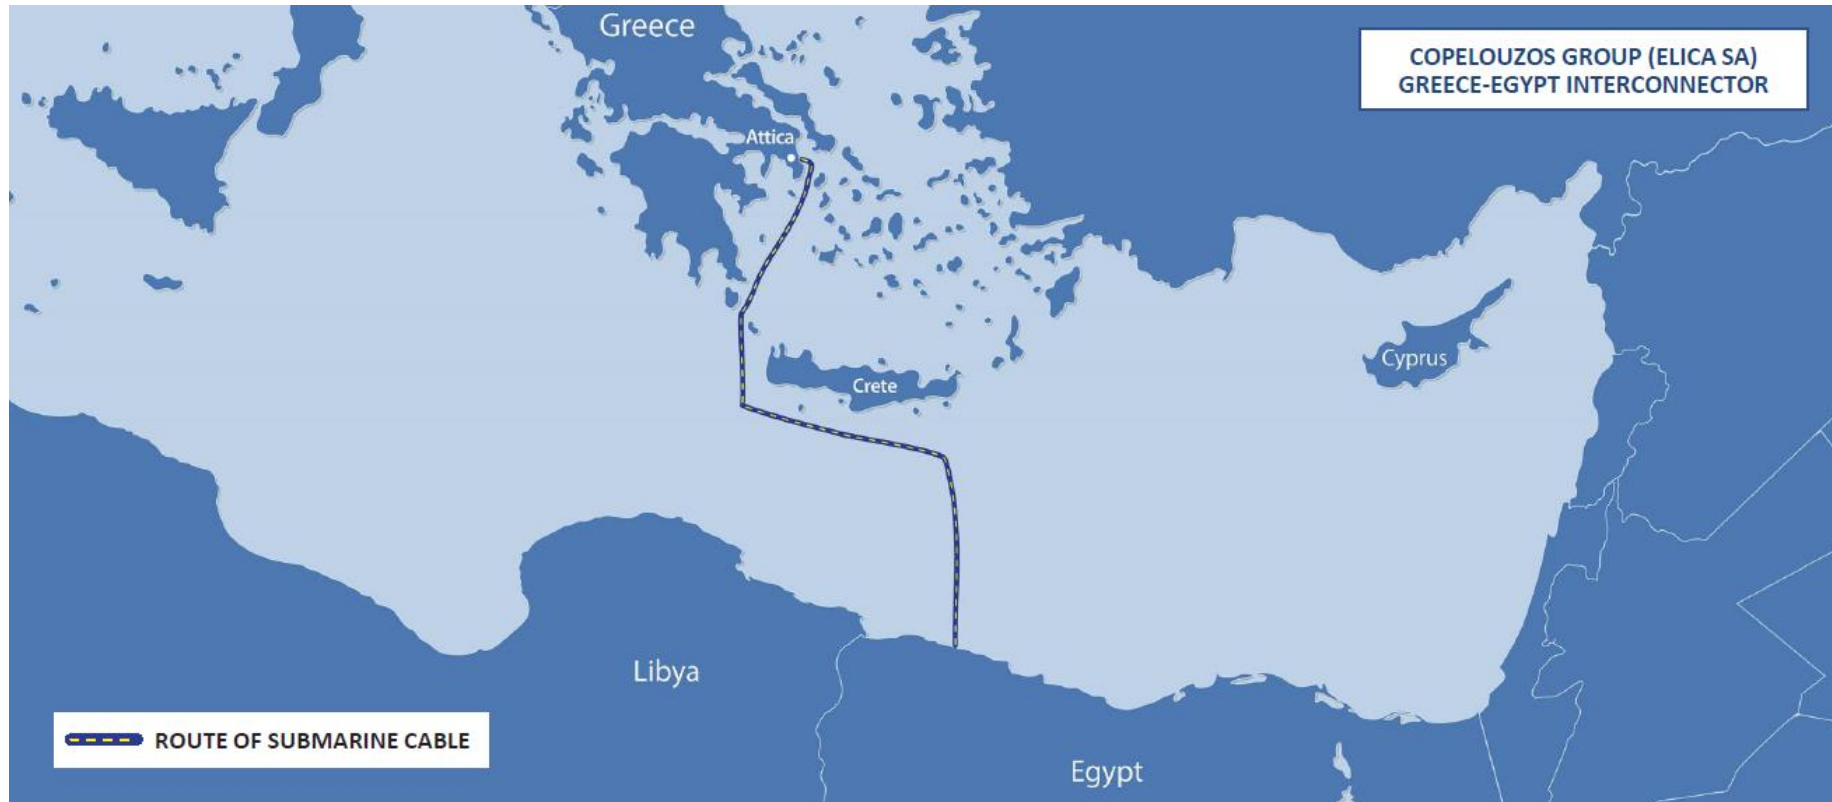 Greece
COPELOUZOS GROUP (ELICA SA)
GREECE-EGYPT INTERCONNECTOR
Attica
Cyprus
Crete
Libya
ROUTE OF SUBMARINE CABLE
Egypt